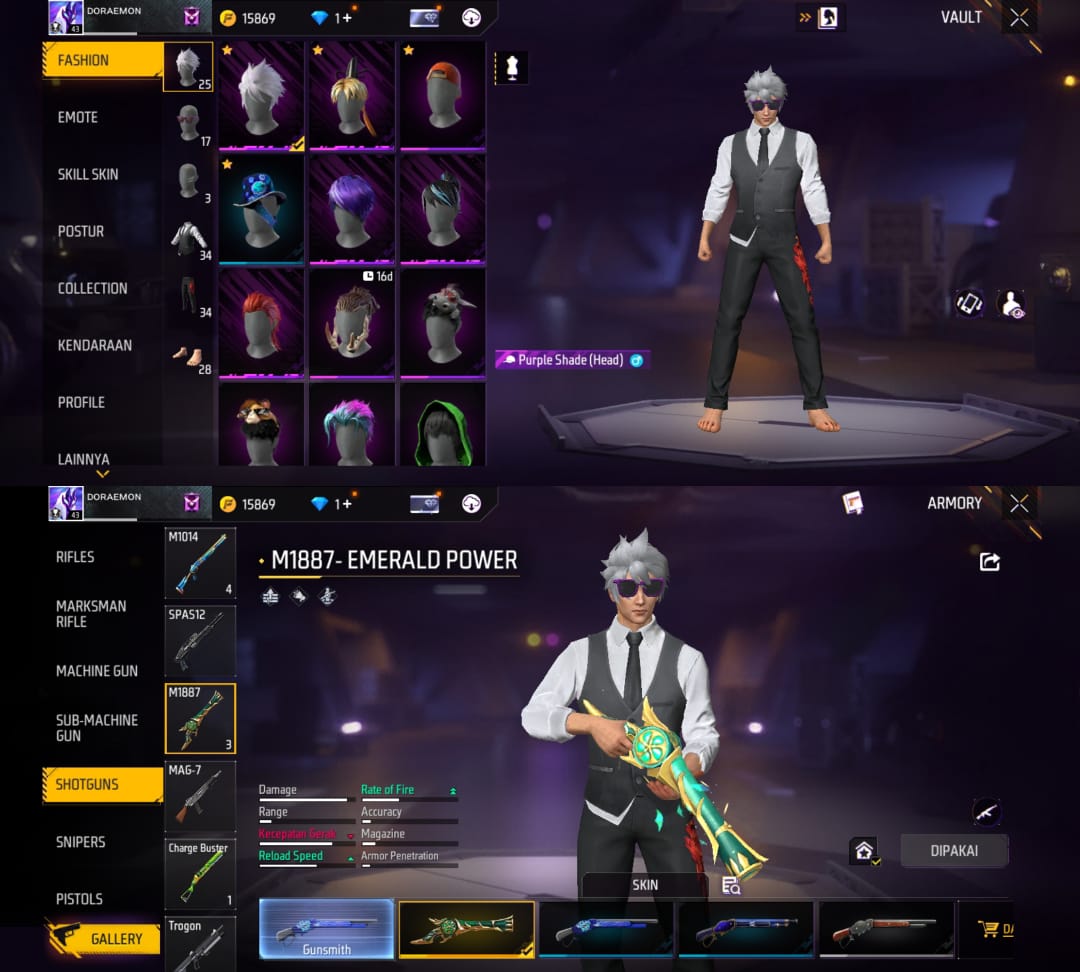 DORAEMON
43
15869
1+
VAULT
FASHION
25
EMOTE
17
SKILL SKIN
3
POSTUR
34
COLLECTION
34
KENDARAAN
28
PROFILE
LAINNYA
16d
Purple Shade (Head)
DORAEMON
43
15869
1+
ARMORY
RIFLES
MARKSMAN
RIFLE
MACHINE GUN
SUB-MACHINE
GUN
SHOTGUNS
SNIPERS
PISTOLS
GALLERY
M1014
4
SPAS12
M1887
3
MAG-7
Charge Buster
1
Trogon
M1887- EMERALD POWER
Damage
Rate of Fire
Range
Accuracy
Kecepatan Gerak
Magazine
Reload Speed
Armor Penetration
DIPAKAI
SKIN
Gunsmith
DA